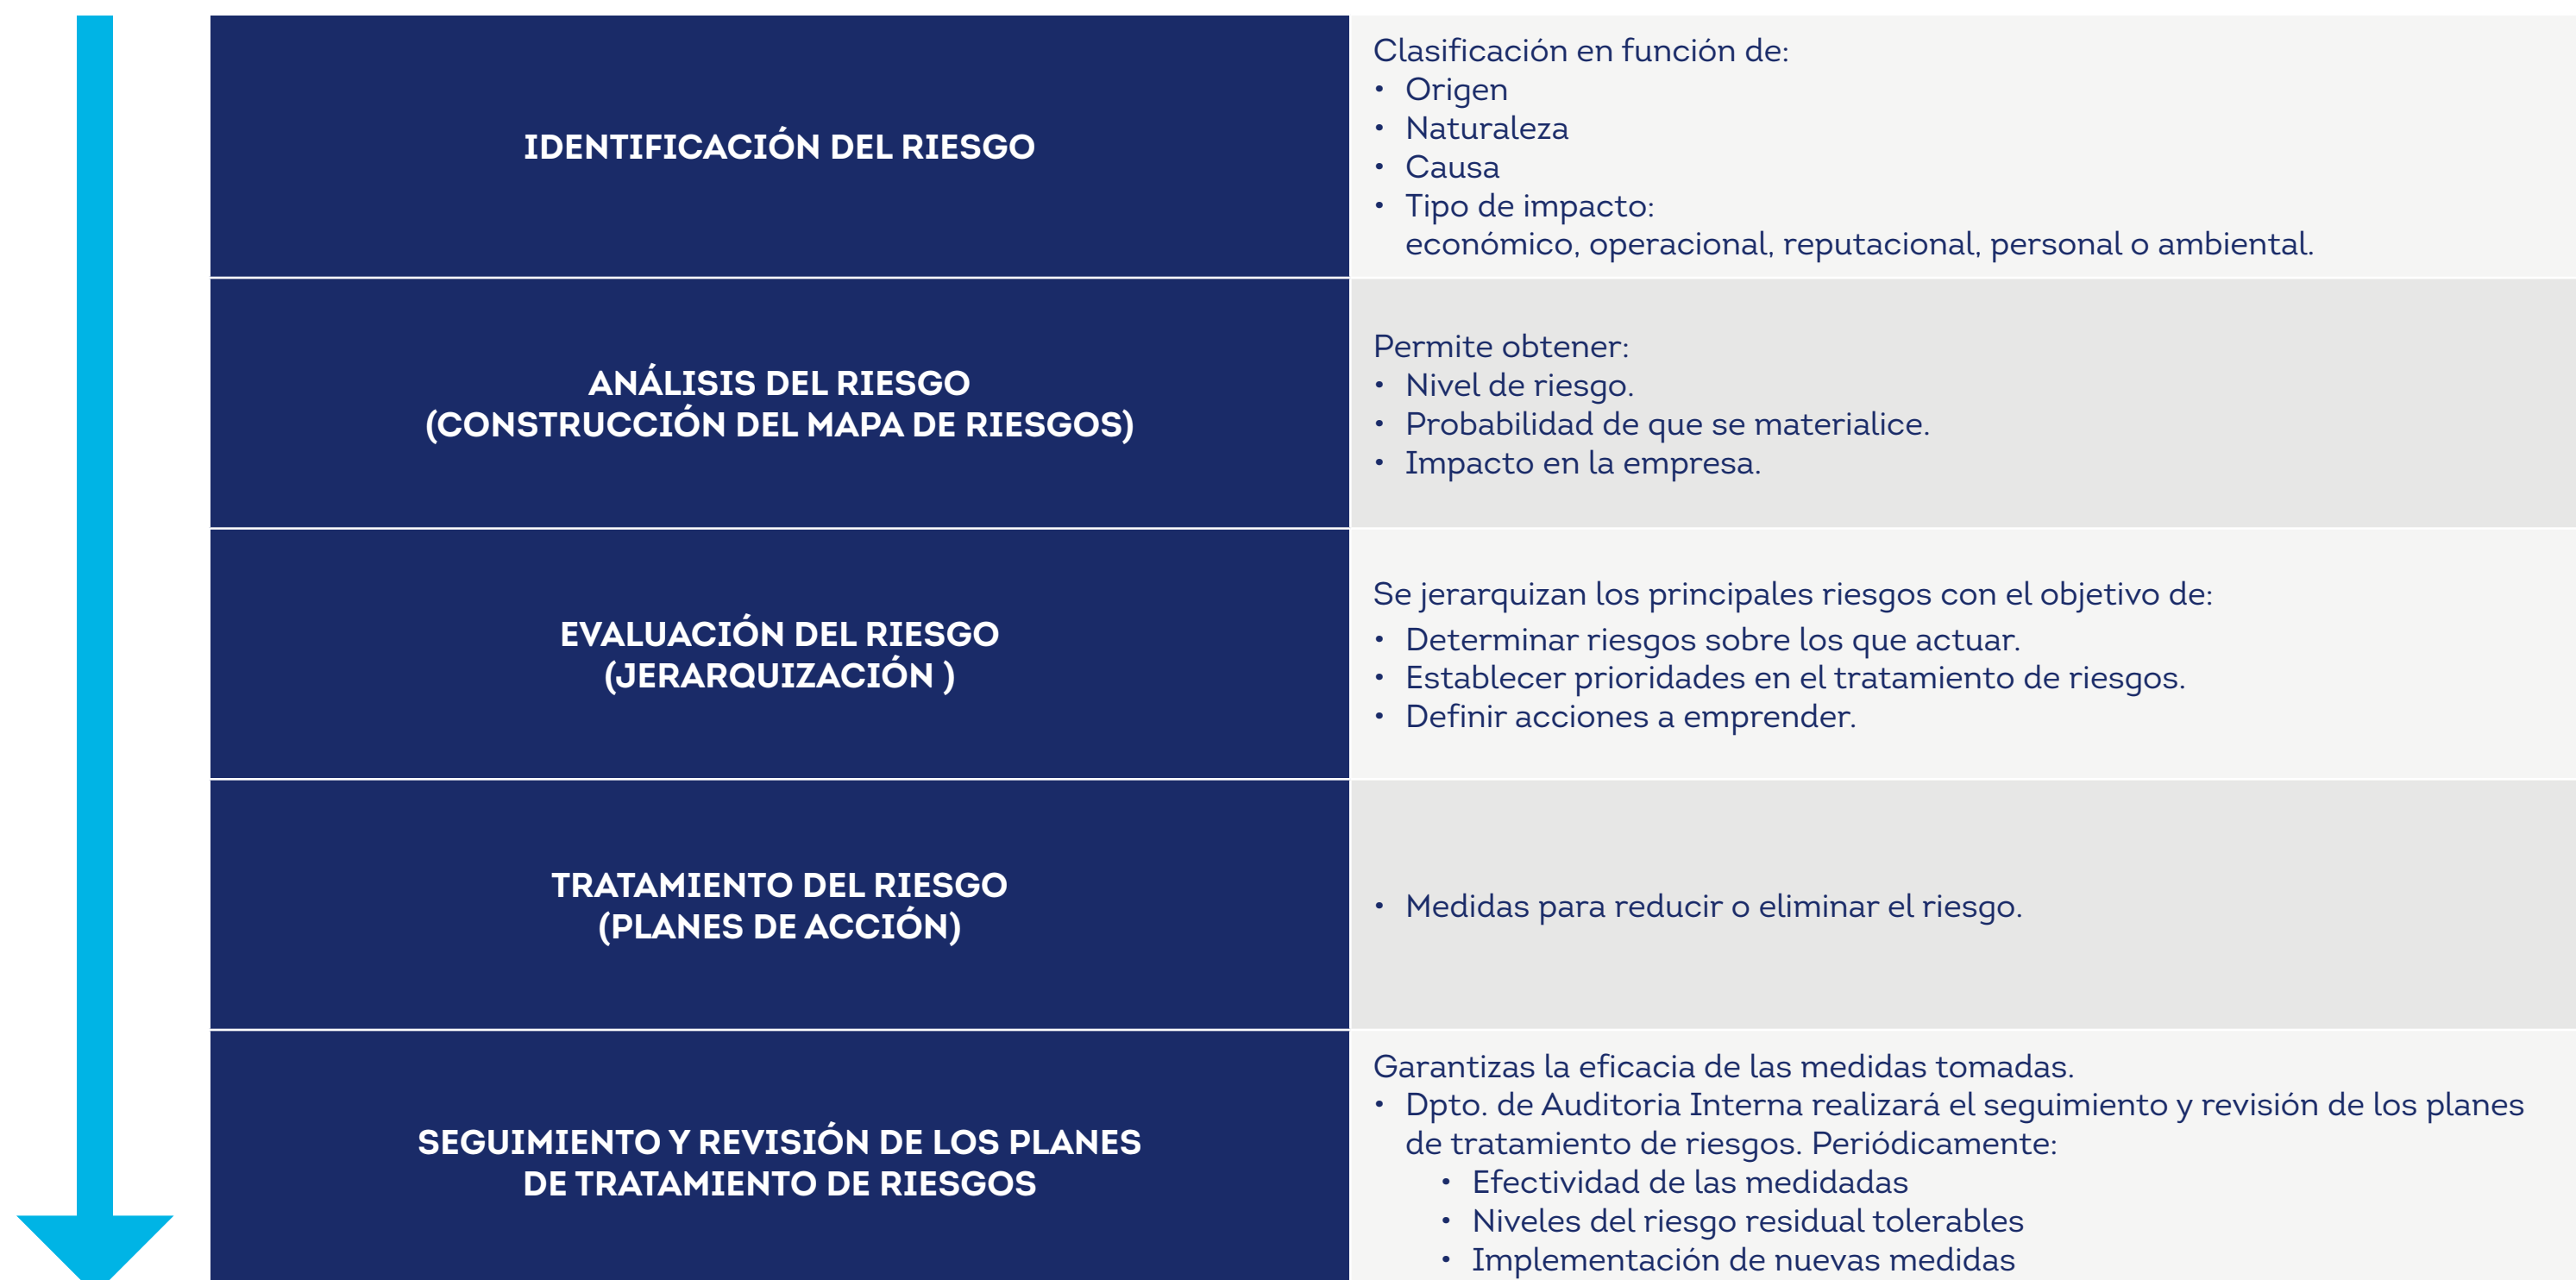 IDENTIFICACIÓN DEL RIESGO
Clasificación en función de:
• Origen
• Naturaleza
• Causa
• Tipo de impacto:
económico, operacional, reputacional, personal o ambiental.
ANÁLISIS DEL RIESGO
(CONSTRUCCIÓN DEL MAPA DE RIESGOS)
Permite obtener:
• Nivel de riesgo.
• Probabilidad de que se materialice.
• Impacto en la empresa.
EVALUACIÓN DEL RIESGO
(JERARQUIZACIÓN )
Se jerarquizan los principales riesgos con el objetivo de:
• Determinar riesgos sobre los que actuar.
• Establecer prioridades en el tratamiento de riesgos.
• Definir acciones a emprender.
TRATAMIENTO DEL RIESGO
(PLANES DE ACCIÓN)
• Medidas para reducir o eliminar el riesgo.
SEGUIMIENTO Y REVISIÓN DE LOS PLANES
DE TRATAMIENTO DE RIESGOS
Garantizas la eficacia de las medidas tomadas.
• Dpto. de Auditoria Interna realizará el seguimiento y revisión de los planes
de tratamiento de riesgos. Periódicamente:
• Efectividad de las medidadas
• Niveles del riesgo residual tolerables
• Implementación de nuevas medidas